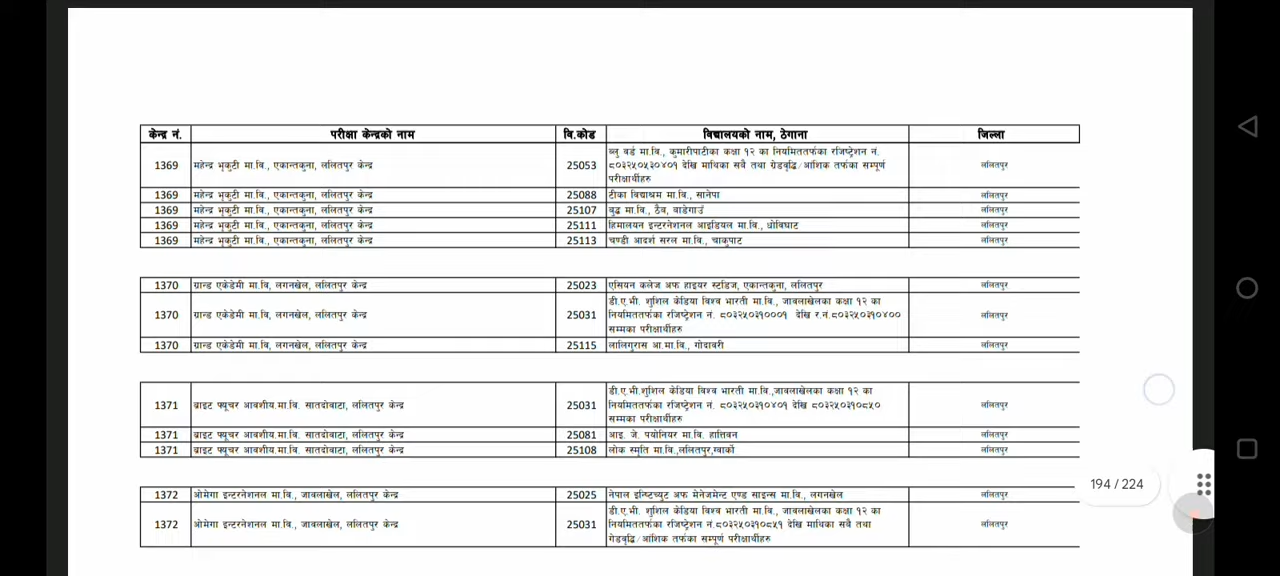 केन्द्र नं. परीक्षा केन्द्रको नाम वि.कोड विद्यालयको नाम, ठेगाना जिल्ला
1369 महेन्द्र भृकुटी मा.वि., एकान्तकुना, ललितपुर केन्द्र 25053 ब्लु वर्ड मा.वि., कुमारीपाटीका कक्षा १२ का नियमिततर्फका रजिष्ट्रेशन नं.
८०३२५०५३०४०१ देखि माथिका सबै तथा ग्रेडवृद्धि/आंशिक तर्फका सम्पूर्ण
परीक्षार्थीहरु ललितपुर
1369 महेन्द्र भृकुटी मा.वि., एकान्तकुना, ललितपुर केन्द्र 25088 टीका विद्याश्रम मा.वि., सानेपा ललितपुर
1369 महेन्द्र भृकुटी मा.वि., एकान्तकुना, ललितपुर केन्द्र 25107 बुद्ध मा.वि., ठैव, बाडेगाउँ ललितपुर
1369 महेन्द्र भृकुटी मा.वि., एकान्तकुना, ललितपुर केन्द्र 25111 हिमालयन इन्टरनेशनल आइडियल मा.वि., धोविघाट ललितपुर
1369 महेन्द्र भृकुटी मा.वि., एकान्तकुना, ललितपुर केन्द्र 25113 चण्डी आदर्श सरल मा.वि., चाकुपाट ललितपुर
1370 ग्रान्ड एकेडेमी मा.वि, लगनखेल, ललितपुर केन्द्र 25023 एसियन कलेज अफ हाइयर स्टडिज, एकान्तकुना, ललितपुर ललितपुर
1370 ग्रान्ड एकेडेमी मा.वि, लगनखेल, ललितपुर केन्द्र 25031 डी.ए.भी. शुशिल केडिया विश्व भारती मा.वि., जावलाखेलका कक्षा १२ का
नियमिततर्फका रजिष्ट्रेशन नं. ८०३२५०३१०००१ देखि र.नं.८०३२५०३१०४००
सम्मका परीक्षार्थीहरु ललितपुर
1370 ग्रान्ड एकेडेमी मा.वि, लगनखेल, ललितपुर केन्द्र 25115 लालिगुरास आ.मा.वि., गोदावरी ललितपुर
1371 ब्राइट फ्यूचर आवशीय.मा.वि. सातदोवाटा, ललितपुर केन्द्र 25031 डी.ए.भी.शुशिल केडिया विश्व भारती मा.वि.,जावलाखेलका कक्षा १२ का
नियमिततर्फका रजिष्ट्रेशन नं. ८०३२५०३१०४०१ देखि ८०३२५०३१०८५०
सम्मका परीक्षार्थीहरु ललितपुर
1371 ब्राइट फ्यूचर आवशीय.मा.वि. सातदोवाटा, ललितपुर केन्द्र 25081 आइ. जे. पयोनियर मा.वि. हात्तिवन ललितपुर
1371 ब्राइट फ्यूचर आवशीय.मा.वि. सातदोवाटा, ललितपुर केन्द्र 25108 लोक स्मृति मा.वि.,ललितपुर,ग्वार्को ललितपुर
194 / 224
1372 ओमेगा इन्टरनेशनल मा.वि., जावलाखेल, ललितपुर केन्द्र 25025 नेपाल इन्ष्टिच्युट अफ मेनेजमेन्ट एण्ड साइन्स मा.वि., लगनखेल ललितपुर
1372 ओमेगा इन्टरनेशनल मा.वि., जावलाखेल, ललितपुर केन्द्र 25031 डी.ए.भी. शुशिल केडिया विश्व भारती मा.वि., जावलाखेलका कक्षा १२ का
नियमिततर्फका रजिष्ट्रेशन नं.८०३२५०३१०८५१ देखि माथिका सबै तथा
ग्रेडवृद्धि/आंशिक तर्फका सम्पूर्ण परीक्षार्थीहरु ललितपुर